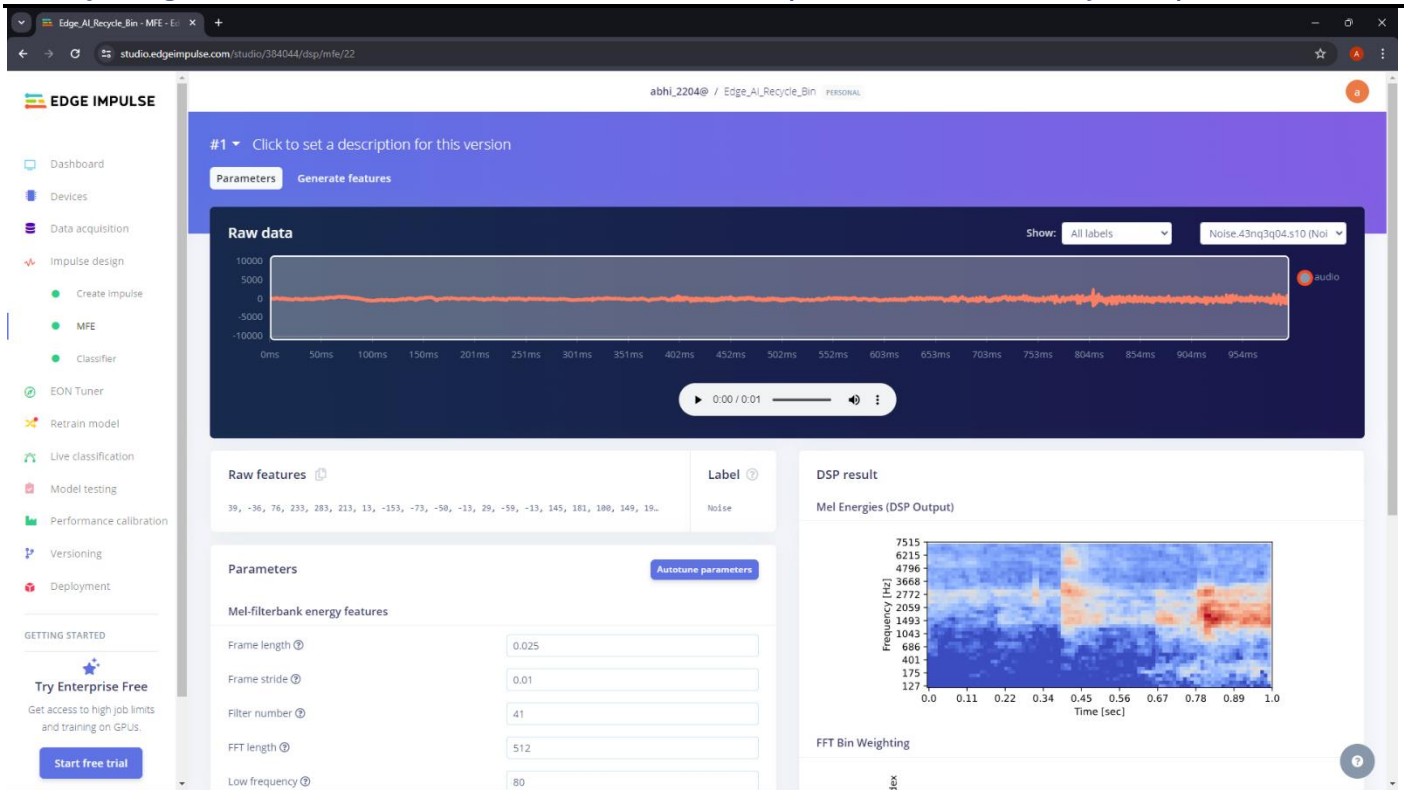 Edge_AI_Recycle_Bin - MFE - Ed
studio.edgeimpulse.com/studio/384044/dsp/mfe/22
A
EDGE IMPULSE
abhi_2204@ / Edge_AI_Recycle_Bin PERSONAL
a
Dashboard
Devices
Data acquisition
Impulse design
Create impulse
MFE
Classifier
EON Tuner
Retrain model
Live classification
Model testing
Performance calibration
Versioning
Deployment
GETTING STARTED
Try Enterprise Free
Get access to high job limits
and training on GPUs.
Start free trial
#1 Click to set a description for this version
Parameters Generate features
Raw data
Show: All labels Noise.43nq3q04.s10 (Noi
10000
5000
0
-5000
-10000
audio
0ms 50ms 100ms 150ms 201ms 251ms 301ms 351ms 402ms 452ms 502ms 552ms 603ms 653ms 703ms 753ms 804ms 854ms 904ms 954ms
0:00 / 0:01
Raw features
Label
39, -36, 76, 233, 283, 213, 13, -153, -73, -50, -13, 29, -59, -13, 145, 181, 100, 149, 19…
Noise
Parameters
Autotune parameters
Mel-filterbank energy features
Frame length 0.025
Frame stride 0.01
Filter number 41
FFT length 512
Low frequency 80
DSP result
Mel Energies (DSP Output)
Frequency [Hz]
7515
6215
4796
3668
2772
2059
1493
1043
686
401
175
127
0.0 0.11 0.22 0.34 0.45 0.56 0.67 0.78 0.89 1.0
Time [sec]
FFT Bin Weighting